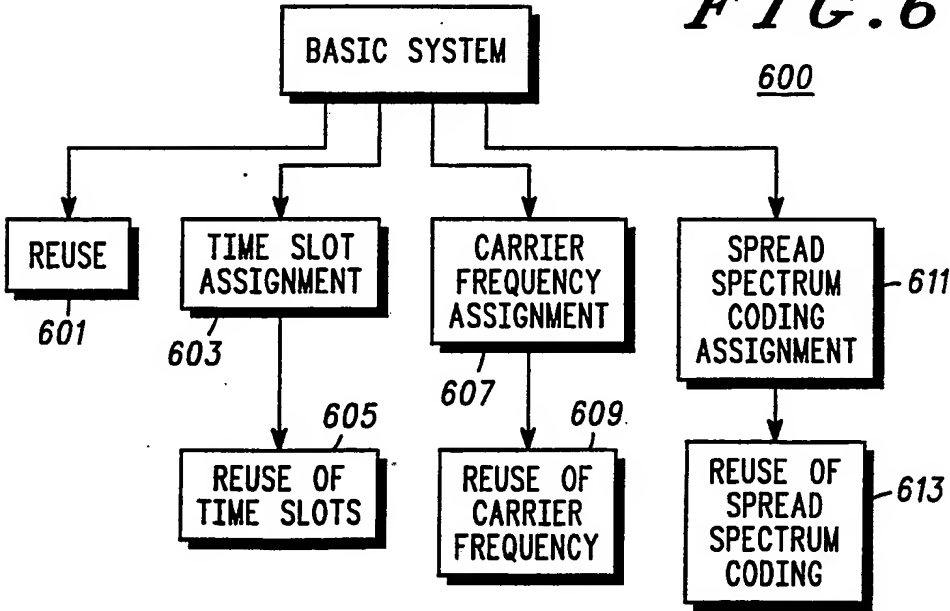 FIG.6
600
BASIC SYSTEM
REUSE
601
TIME SLOT
ASSIGNMENT
603
CARRIER
FREQUENCY
ASSIGNMENT
607
SPREAD
SPECTRUM
CODING
ASSIGNMENT
611
REUSE OF
TIME SLOTS
605
REUSE OF
CARRIER
FREQUENCY
609
REUSE OF
SPREAD
SPECTRUM
CODING
613